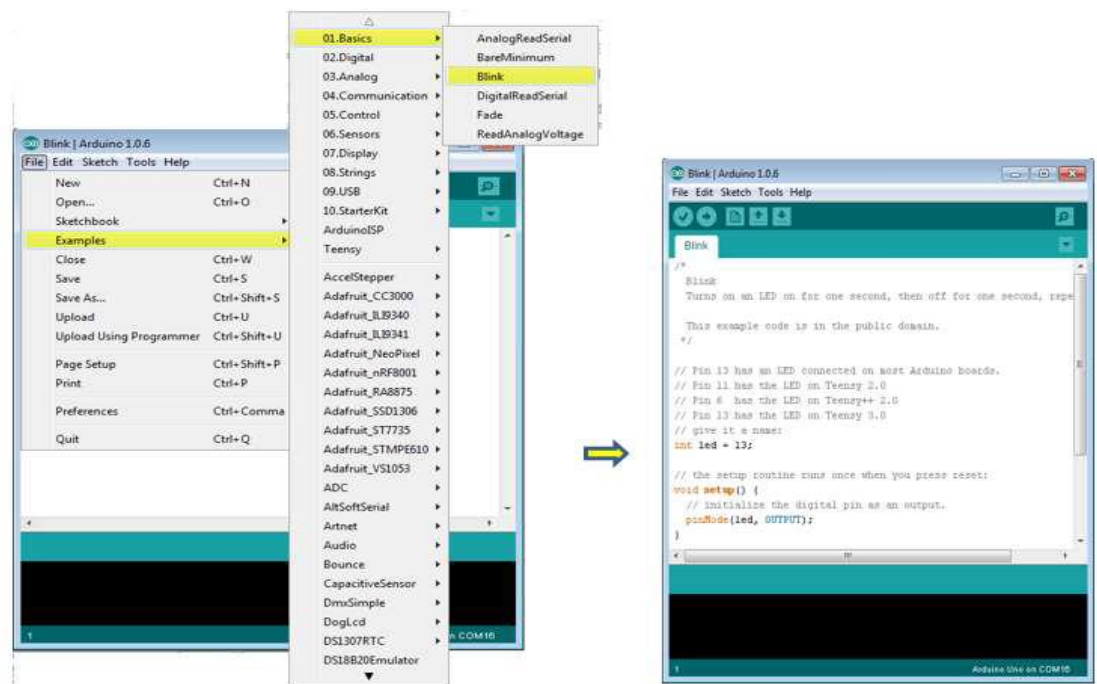 Blink | Arduino 1.0.6
File Edit Sketch Tools Help
New Ctrl+N
Open... Ctrl+O
Sketchbook
Examples
Close Ctrl+W
Save Ctrl+S
Save As... Ctrl+Shift+S
Upload Ctrl+U
Upload Using Programmer Ctrl+Shift+U
Page Setup Ctrl+Shift+P
Print Ctrl+P
Preferences Ctrl+Comma
Quit Ctrl+Q
1
n COM16
01.Basics
02.Digital
03.Analog
04.Communication
05.Control
06.Sensors
07.Display
08.Strings
09.USB
10.StarterKit
ArduinoISP
Teensy
AccelStepper
Adafruit_CC3000
Adafruit_ILI9340
Adafruit_ILI9341
Adafruit_NeoPixel
Adafruit_nRF8001
Adafruit_RA8875
Adafruit_SSD1306
Adafruit_ST7735
Adafruit_STMPE610
Adafruit_VS1053
ADC
AltSoftSerial
Artnet
Audio
Bounce
CapacitiveSensor
DmxSimple
DogLcd
DS1307RTC
DS18B20Emulator
AnalogReadSerial
BareMinimum
Blink
DigitalReadSerial
Fade
ReadAnalogVoltage
Blink | Arduino 1.0.6
File Edit Sketch Tools Help
Blink
/*
Blink
Turns on an LED on for one second, then off for one second, repe
This example code is in the public domain.
*/
// Pin 13 has an LED connected on most Arduino boards.
// Pin 11 has the LED on Teensy 2.0
// Pin 6 has the LED on Teensy++ 2.0
// Pin 13 has the LED on Teensy 3.0
// give it a name:
int led = 13;
// the setup routine runs once when you press reset:
void setup() {
// initialize the digital pin as an output.
pinMode(led, OUTPUT);
}
1
Arduino Uno on COM16